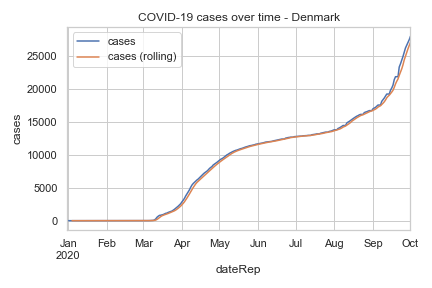 COVID-19 cases over time - Denmark
cases
cases (rolling)
25000
20000
15000
10000
5000
0
cases
Jan Feb Mar Apr May Jun Jul Aug Sep Oct
2020
dateRep